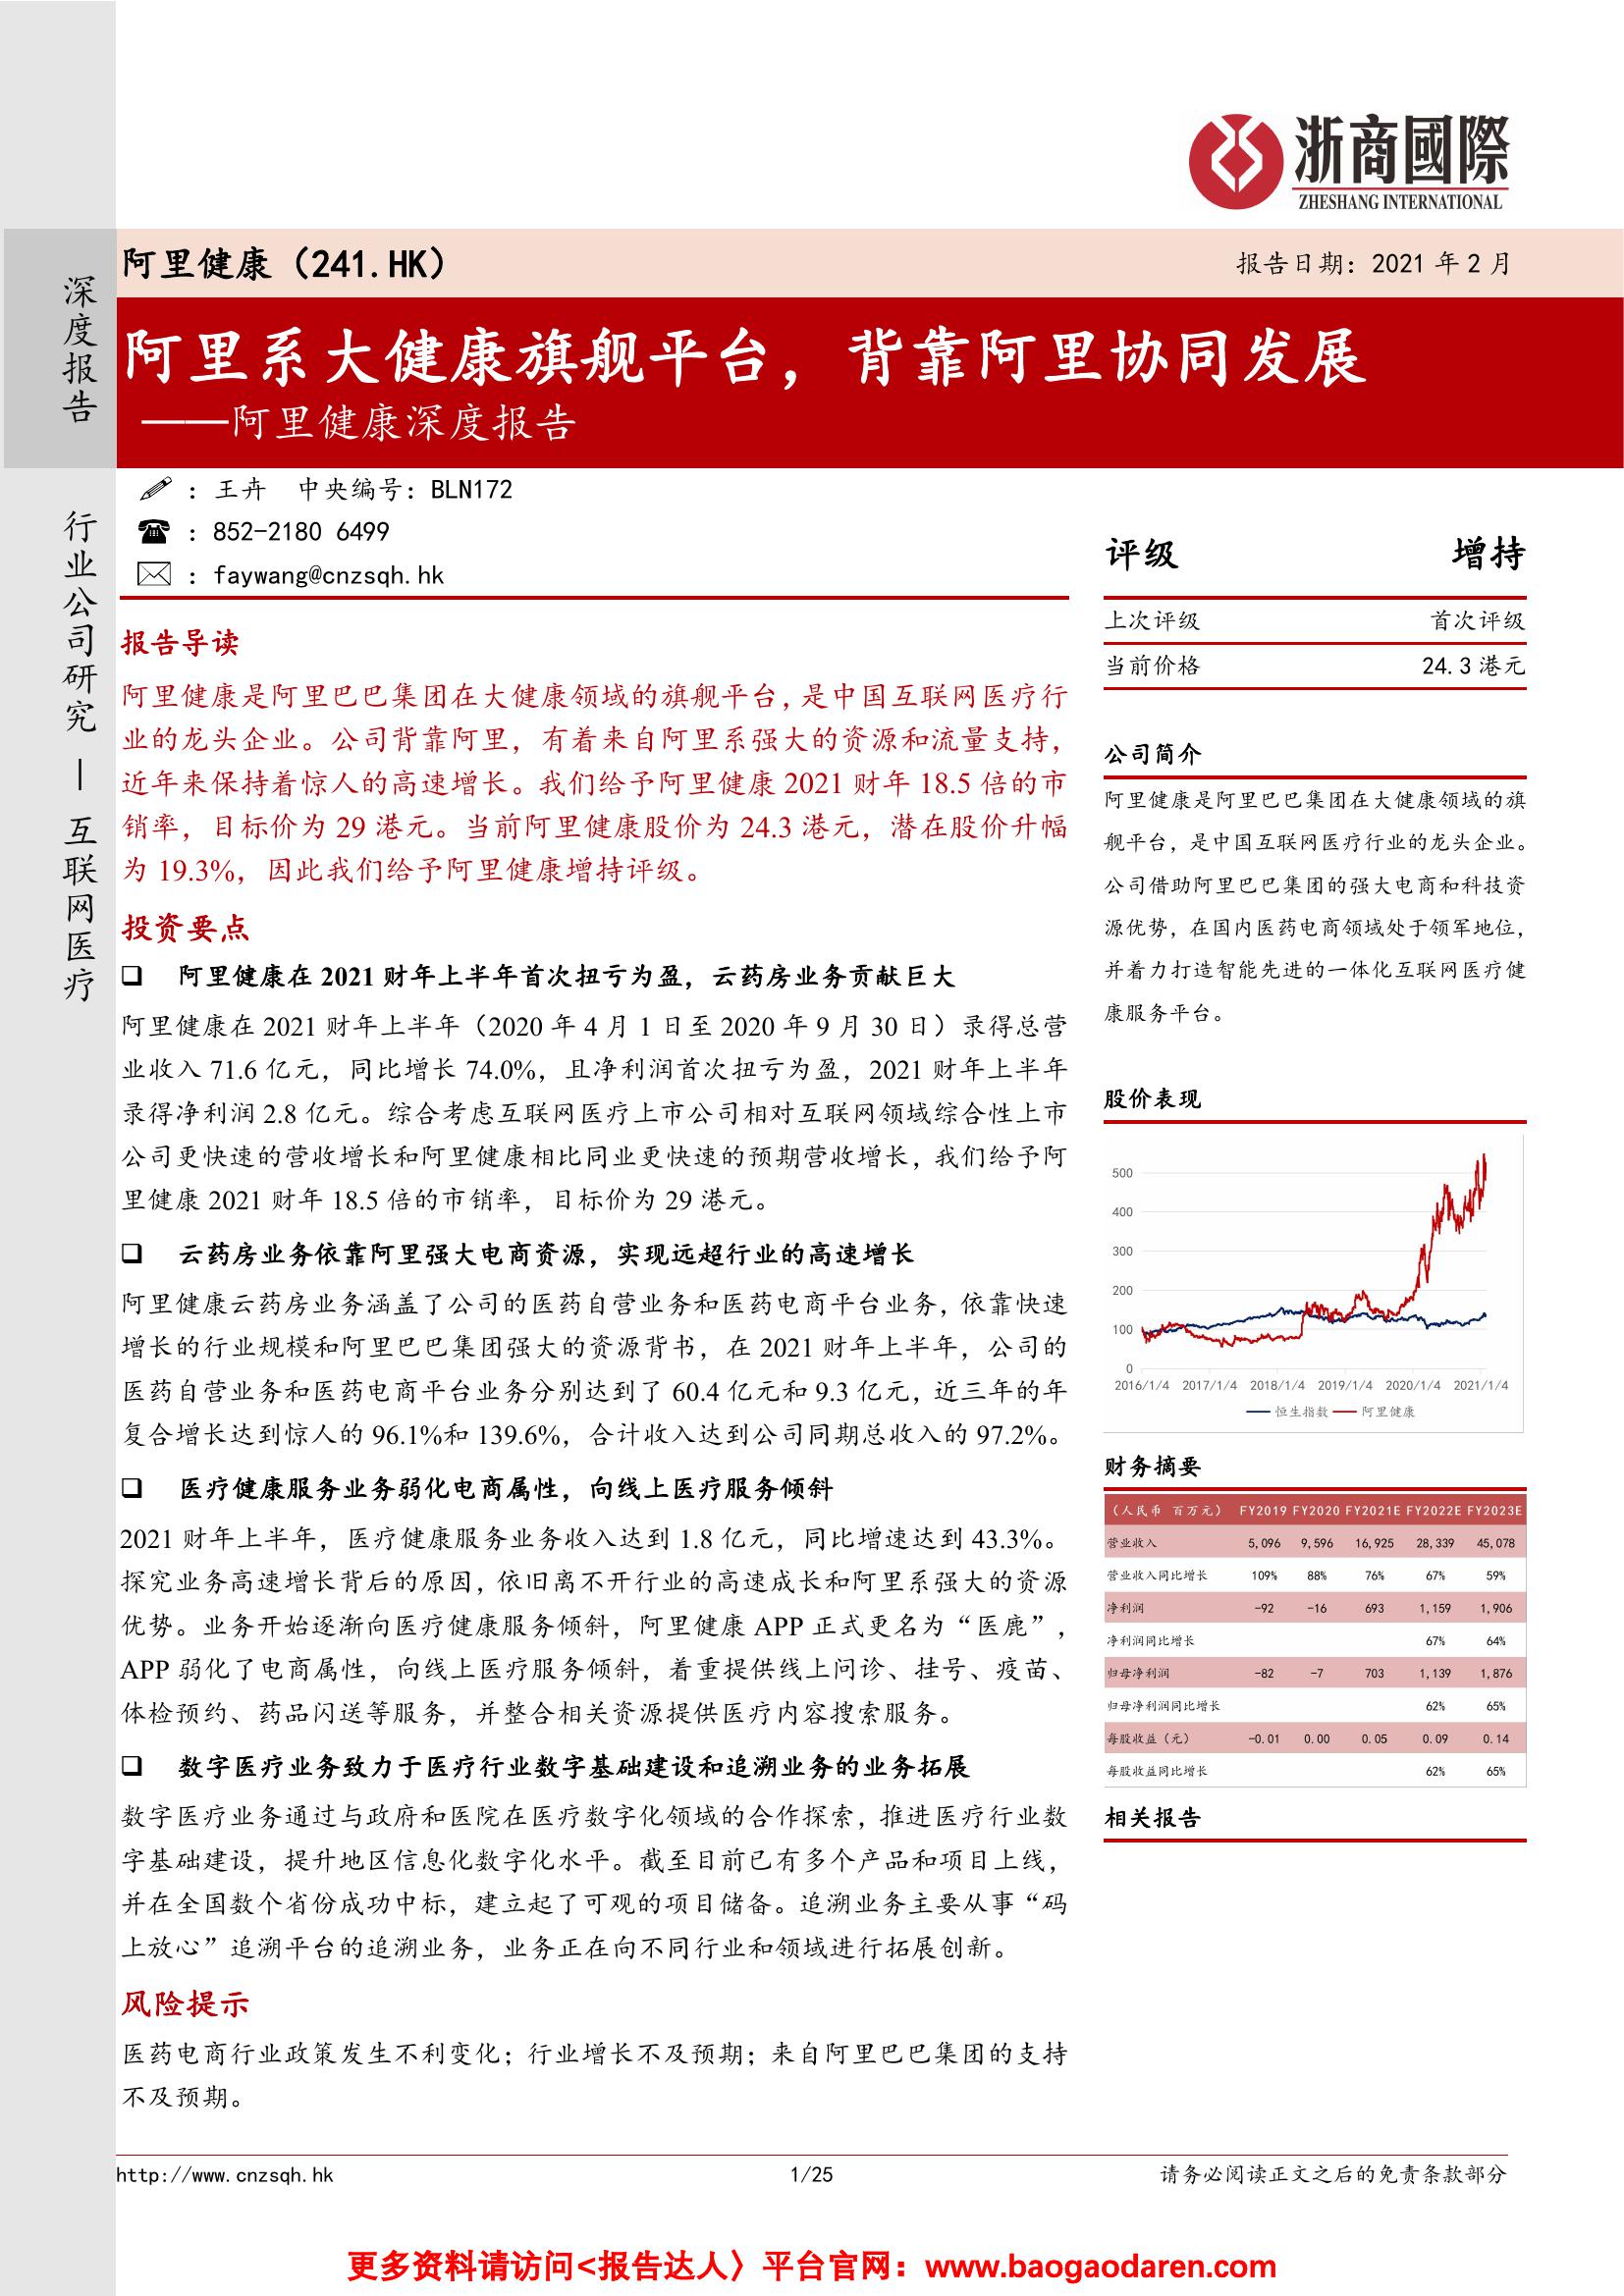 浙商國際
ZHESHANG INTERNATIONAL
深度报告
行业公司研究 | 互联网医疗
阿里健康（241.HK）
报告日期：2021 年 2 月
阿里系大健康旗舰平台，背靠阿里协同发展
——阿里健康深度报告
：王卉 中央编号：BLN172
：852-2180 6499
：faywang@cnzsqh.hk
报告导读
阿里健康是阿里巴巴集团在大健康领域的旗舰平台，是中国互联网医疗行
业的龙头企业。公司背靠阿里，有着来自阿里系强大的资源和流量支持，
近年来保持着惊人的高速增长。我们给予阿里健康 2021 财年 18.5 倍的市
销率，目标价为 29 港元。当前阿里健康股价为 24.3 港元，潜在股价升幅
为 19.3%，因此我们给予阿里健康增持评级。
投资要点
❑ 阿里健康在 2021 财年上半年首次扭亏为盈，云药房业务贡献巨大
阿里健康在 2021 财年上半年（2020 年 4 月 1 日至 2020 年 9 月 30 日）录得总营
业收入 71.6 亿元，同比增长 74.0%，且净利润首次扭亏为盈，2021 财年上半年
录得净利润 2.8 亿元。综合考虑互联网医疗上市公司相对互联网领域综合性上市
公司更快速的营收增长和阿里健康相比同业更快速的预期营收增长，我们给予阿
里健康 2021 财年 18.5 倍的市销率，目标价为 29 港元。
❑ 云药房业务依靠阿里强大电商资源，实现远超行业的高速增长
阿里健康云药房业务涵盖了公司的医药自营业务和医药电商平台业务，依靠快速
增长的行业规模和阿里巴巴集团强大的资源背书，在 2021 财年上半年，公司的
医药自营业务和医药电商平台业务分别达到了 60.4 亿元和 9.3 亿元，近三年的年
复合增长达到惊人的 96.1%和 139.6%，合计收入达到公司同期总收入的 97.2%。
❑ 医疗健康服务业务弱化电商属性，向线上医疗服务倾斜
2021 财年上半年，医疗健康服务业务收入达到 1.8 亿元，同比增速达到 43.3%。
探究业务高速增长背后的原因，依旧离不开行业的高速成长和阿里系强大的资源
优势。业务开始逐渐向医疗健康服务倾斜，阿里健康 APP 正式更名为“医鹿”，
APP 弱化了电商属性，向线上医疗服务倾斜，着重提供线上问诊、挂号、疫苗、
体检预约、药品闪送等服务，并整合相关资源提供医疗内容搜索服务。
❑ 数字医疗业务致力于医疗行业数字基础建设和追溯业务的业务拓展
数字医疗业务通过与政府和医院在医疗数字化领域的合作探索，推进医疗行业数
字基础建设，提升地区信息化数字化水平。截至目前已有多个产品和项目上线，
并在全国数个省份成功中标，建立起了可观的项目储备。追溯业务主要从事“码
上放心”追溯平台的追溯业务，业务正在向不同行业和领域进行拓展创新。
风险提示
医药电商行业政策发生不利变化；行业增长不及预期；来自阿里巴巴集团的支持
不及预期。
评级 增持
上次评级 首次评级
当前价格 24.3 港元
公司简介
阿里健康是阿里巴巴集团在大健康领域的旗
舰平台，是中国互联网医疗行业的龙头企业。
公司借助阿里巴巴集团的强大电商和科技资
源优势，在国内医药电商领域处于领军地位，
并着力打造智能先进的一体化互联网医疗健
康服务平台。
股价表现
500
400
300
200
100
0
2016/1/4 2017/1/4 2018/1/4 2019/1/4 2020/1/4 2021/1/4
恒生指数 阿里健康
财务摘要
（人民币 百万元） FY2019 FY2020 FY2021E FY2022E FY2023E
营业收入 5,096 9,596 16,925 28,339 45,078
营业收入同比增长 109% 88% 76% 67% 59%
净利润 -92 -16 693 1,159 1,906
净利润同比增长 67% 64%
归母净利润 -82 -7 703 1,139 1,876
归母净利润同比增长 62% 65%
每股收益（元） -0.01 0.00 0.05 0.09 0.14
每股收益同比增长 62% 65%
相关报告
http://www.cnzsqh.hk 1/25 请务必阅读正文之后的免责条款部分
更多资料请访问<报告达人〉平台官网：www.baogaodaren.com